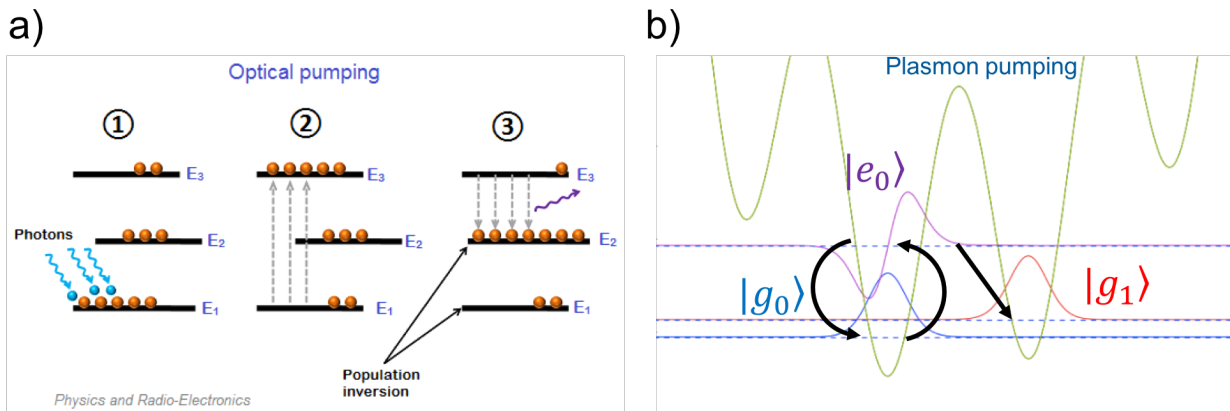 a)
Optical pumping
① ② ③
E3
E3
E3
Photons
E2
E2
E2
E1
E1
E1
Population
inversion
Physics and Radio-Electronics
b)
Plasmon pumping
|e0⟩
|g0⟩
|g1⟩